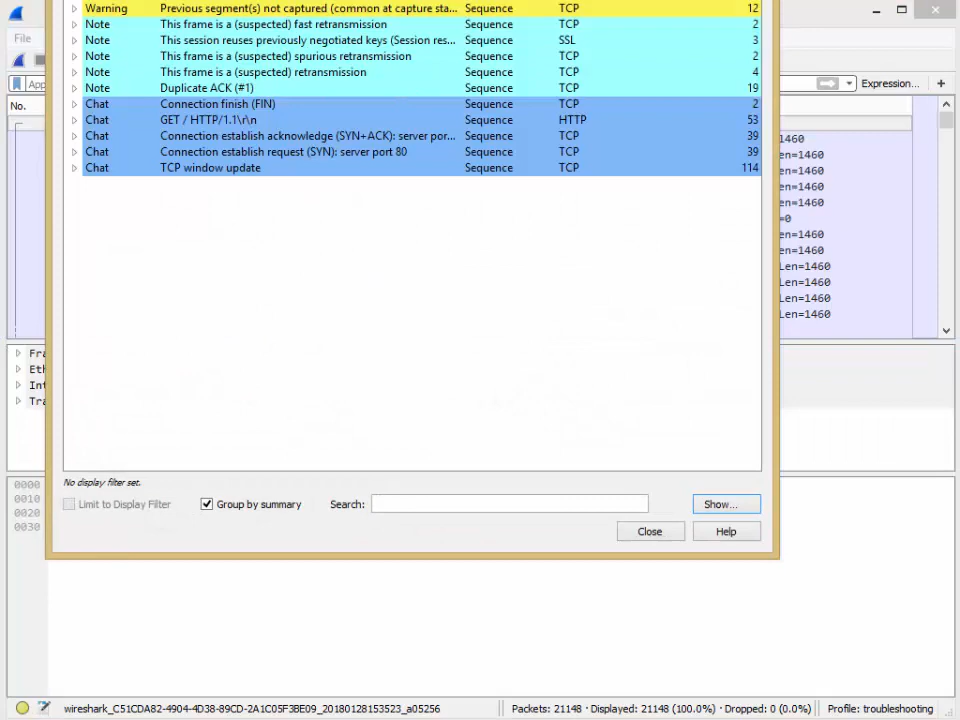 Warning Previous segment(s) not captured (common at capture sta... Sequence TCP 12
Note This frame is a (suspected) fast retransmission Sequence TCP 2
Note This session reuses previously negotiated keys (Session res... Sequence SSL 3
Note This frame is a (suspected) spurious retransmission Sequence TCP 2
Note This frame is a (suspected) retransmission Sequence TCP 4
Note Duplicate ACK (#1) Sequence TCP 19
Chat Connection finish (FIN) Sequence TCP 2
Chat GET / HTTP/1.1\r\n Sequence HTTP 53
Chat Connection establish acknowledge (SYN+ACK): server por... Sequence TCP 39
Chat Connection establish request (SYN): server port 80 Sequence TCP 39
Chat TCP window update Sequence TCP 114
File
App
Expression... +
No.
1460
en=1460
en=1460
en=1460
en=1460
=0
en=1460
en=1460
Len=1460
Len=1460
Len=1460
Len=1460
Fra
Eth
Int
Tra
No display filter set.
Limit to Display Filter Group by summary Search: Show...
Close Help
0000
0010
0020
0030
wireshark_C51CDA82-4904-4D38-89CD-2A1C05F3BE09_20180128153523_a05256 Packets: 21148 · Displayed: 21148 (100.0%) · Dropped: 0 (0.0%) Profile: troubleshooting